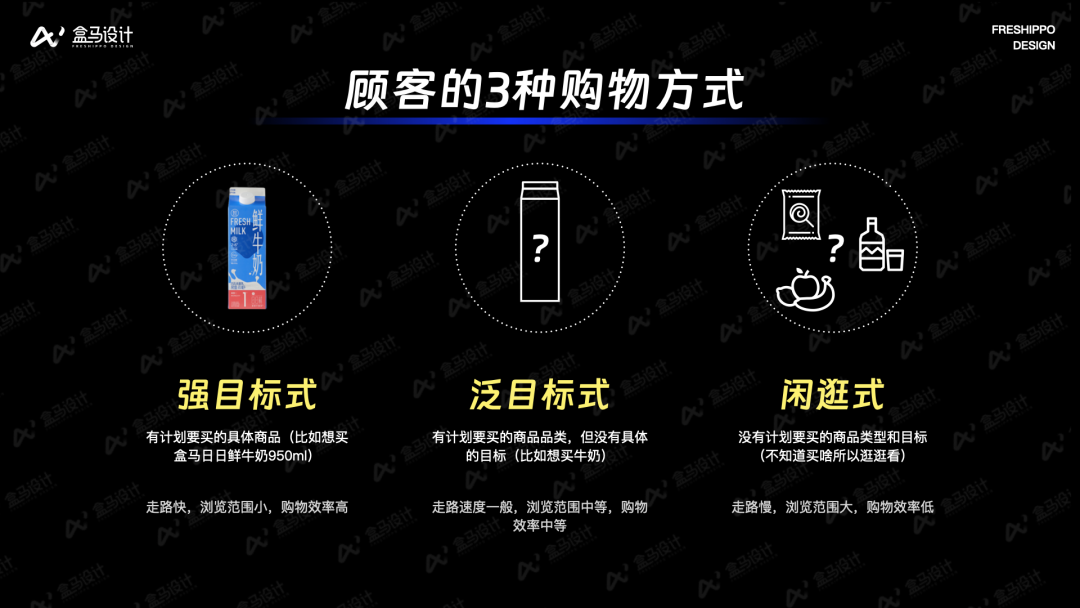 盒马设计
FRESHIPPO DESIGN
FRESHIPPO
DESIGN
顾客的3种购物方式
FRESH
MILK
鲜牛奶
1
?
?
强目标式
有计划要买的具体商品（比如想买
盒马日日鲜牛奶950ml）
走路快，浏览范围小，购物效率高
泛目标式
有计划要买的商品品类，但没有具体
的目标（比如想买牛奶）
走路速度一般，浏览范围中等，购物
效率中等
闲逛式
没有计划要买的商品类型和目标
（不知道买啥所以逛逛看）
走路慢，浏览范围大，购物效率低